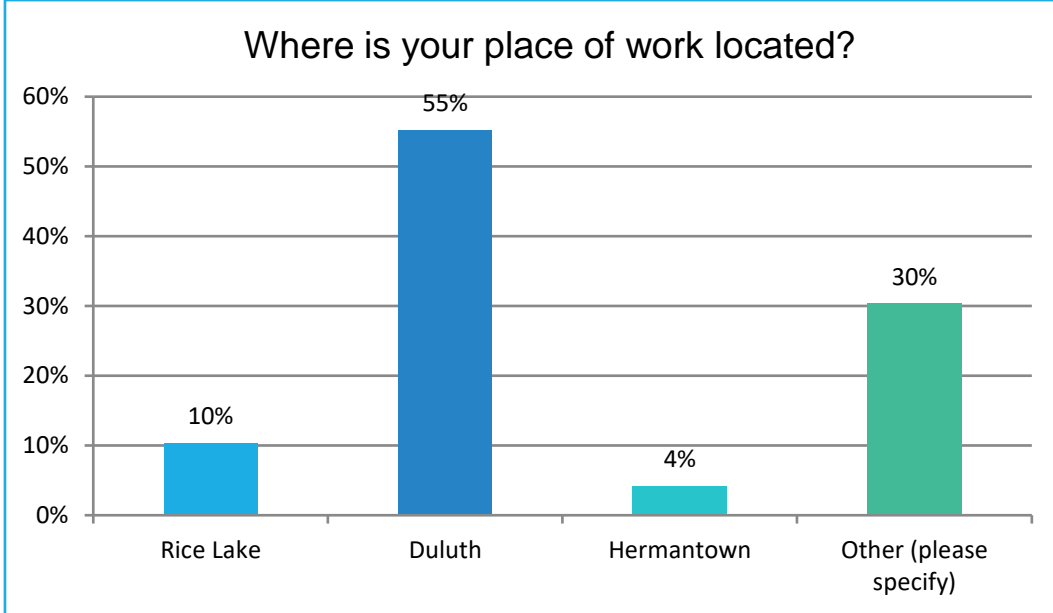 Where is your place of work located?
60%
50%
40%
30%
20%
10%
0%
10%
55%
4%
30%
Rice Lake
Duluth
Hermantown
Other (please
specify)